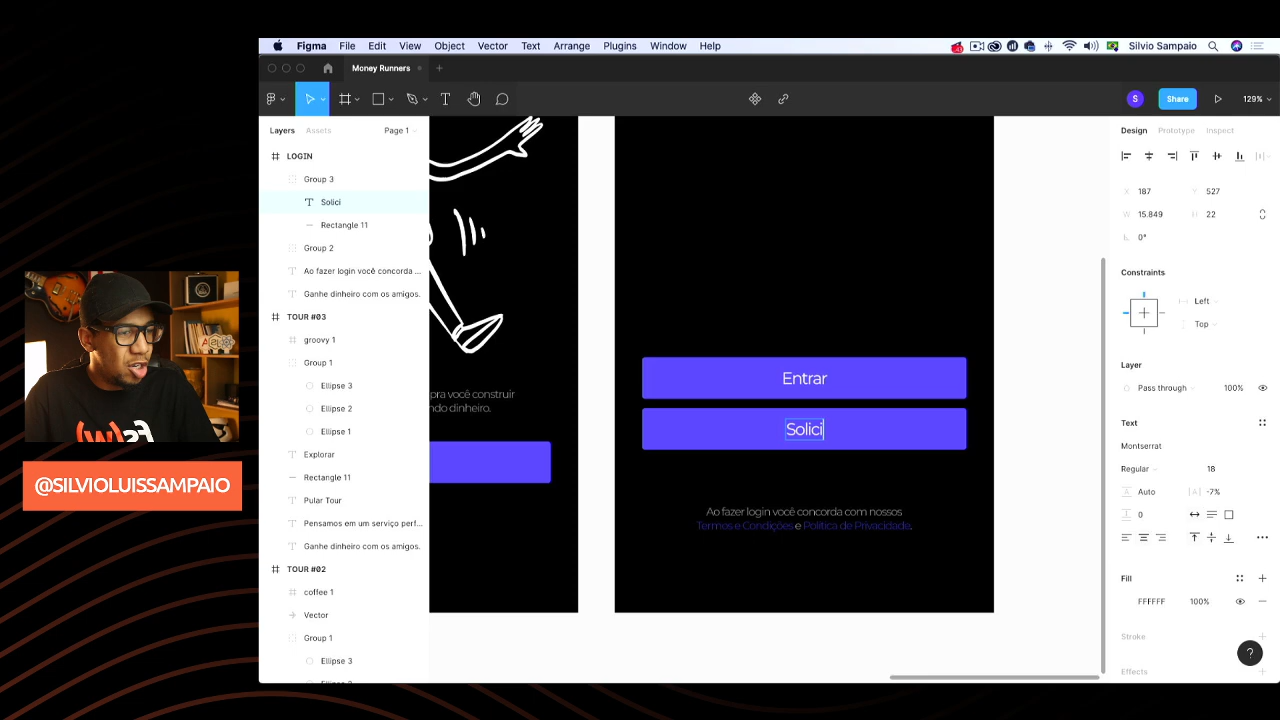 Figma File Edit View Object Vector Text Arrange Plugins Window Help
Silvio Sampaio
Money Runners
S
Share
129%
Layers
Assets
Page 1
LOGIN
Group 3
Solici
Rectangle 11
Group 2
Ao fazer login você concorda ...
Ganhe dinheiro com os amigos.
TOUR #03
groovy 1
Group 1
Ellipse 3
Ellipse 2
Ellipse 1
Explorar
Rectangle 11
Pular Tour
Pensamos em um serviço perf...
Ganhe dinheiro com os amigos.
TOUR #02
coffee 1
Vector
Group 1
Ellipse 3
pra você construir
ndo dinheiro.
Entrar
Solici
Ao fazer login você concorda com nossos
Termos e Condições e Política de Privacidade.
Design
Prototype
Inspect
X 187
Y 527
W 15.849
H 22
0°
Constraints
Left
Top
Layer
Pass through
100%
Text
Montserrat
Regular
18
Auto
-7%
0
Fill
FFFFFF
100%
Stroke
Effects
?
@SILVIOLUISSAMPAIO